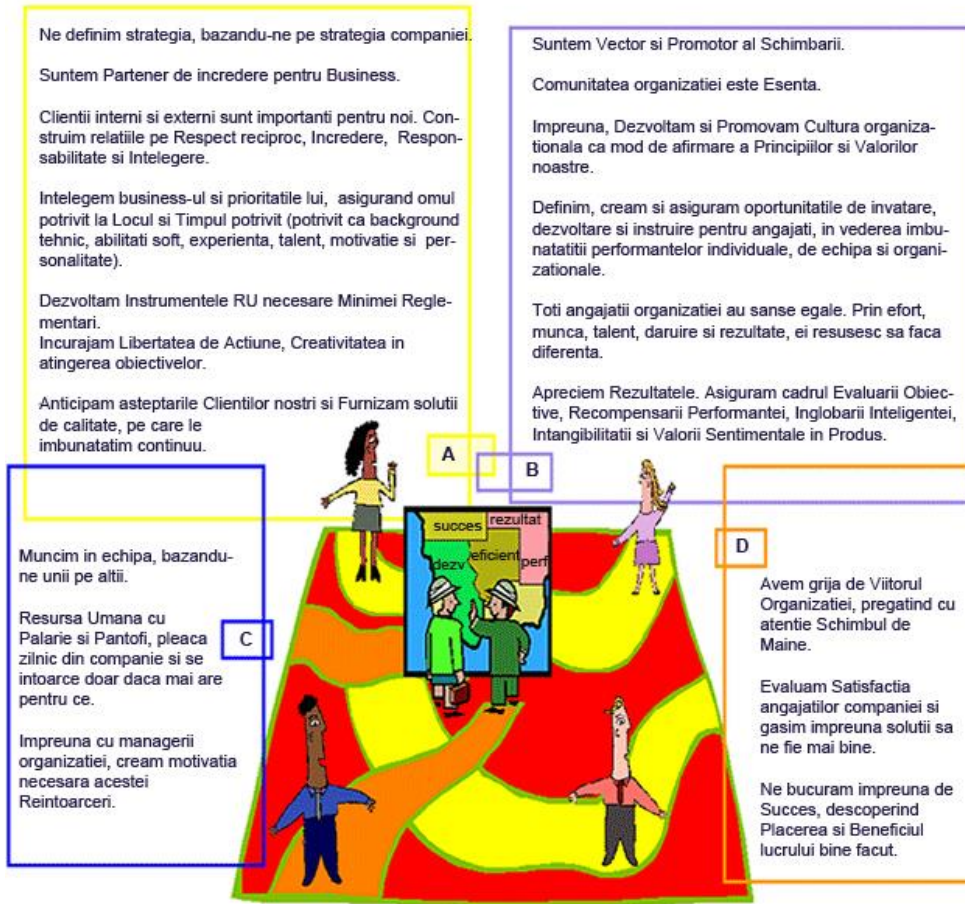 Ne definim strategia, bazandu-ne pe strategia companiei.
Suntem Partener de incredere pentru Business.
Clientii interni si externi sunt importanti pentru noi. Con-
struim relatiile pe Respect reciproc, Incredere, Respon-
sabilitate si Intelegere.
Intelegem business-ul si prioritatile lui, asigurand omul
potrivit la Locul si Timpul potrivit (potrivit ca background
tehnic, abilitati soft, experienta, talent, motivatie si per-
sonalitate).
Dezvoltam Instrumentele RU necesare Minimei Regle-
mentari.
Incurajam Libertatea de Actiune, Creativitatea in
atingerea obiectivelor.
Anticipam asteptarile Clientilor nostri si Furnizam solutii
de calitate, pe care le
imbunatatim continuu.
A
Suntem Vector si Promotor al Schimbarii.
Comunitatea organizatiei este Esenta.
Impreuna, Dezvoltam si Promovam Cultura organiza-
tionala ca mod de afirmare a Principiilor si Valorilor
noastre.
Definim, cream si asiguram oportunitatile de invatare,
dezvoltare si instruire pentru angajati, in vederea imbu-
natatitii performantelor individuale, de echipa si organi-
zationale.
Toti angajatii organizatiei au sanse egale. Prin efort,
munca, talent, daruire si rezultate, ei resusesc sa faca
diferenta.
Apreciem Rezultatele. Asiguram cadrul Evaluarii Obiec-
tive, Recompensarii Performantei, Inglobarii Inteligentei,
Intangibilitatii si Valorii Sentimentale in Produs.
B
succes
rezultat
dezv
eficient
perf
Muncim in echipa, bazandu-
ne unii pe altii.
Resursa Umana cu
Palarie si Pantofi, pleaca
zilnic din companie si se
intoarce doar daca mai are
pentru ce.
Impreuna cu managerii
organizatiei, cream motivatia
necesara acestei
Reintoarceri.
C
D
Avem grija de Viitorul
Organizatiei, pregatind cu
atentie Schimbul de
Maine.
Evaluam Satisfactia
angajatilor companiei si
gasim impreuna solutii sa
ne fie mai bine.
Ne bucuram impreuna de
Succes, descoperind
Placerea si Beneficiul
lucrului bine facut.